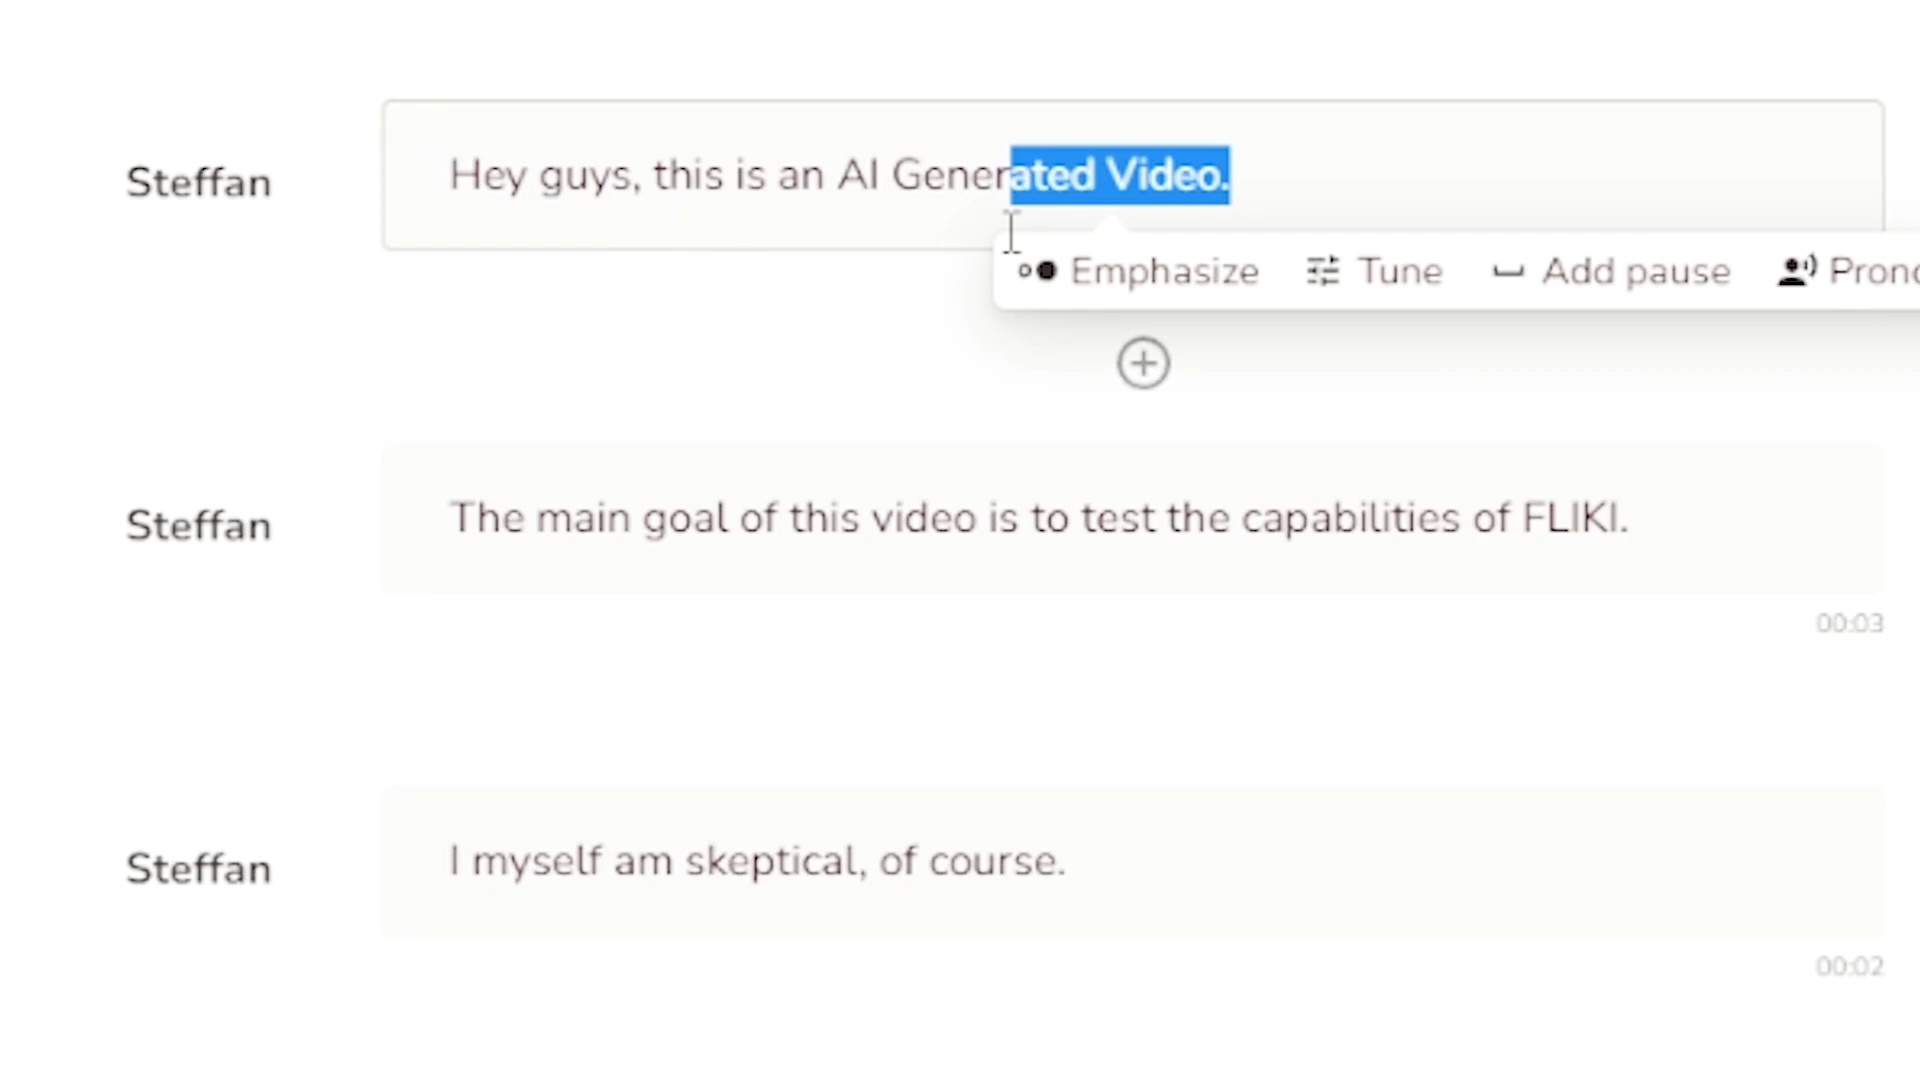 Steffan
Hey guys, this is an AI Generated Video.
Emphasize Tune Add pause
Steffan
The main goal of this video is to test the capabilities of FLIKI.
00:03
Steffan
I myself am skeptical, of course.
00:02